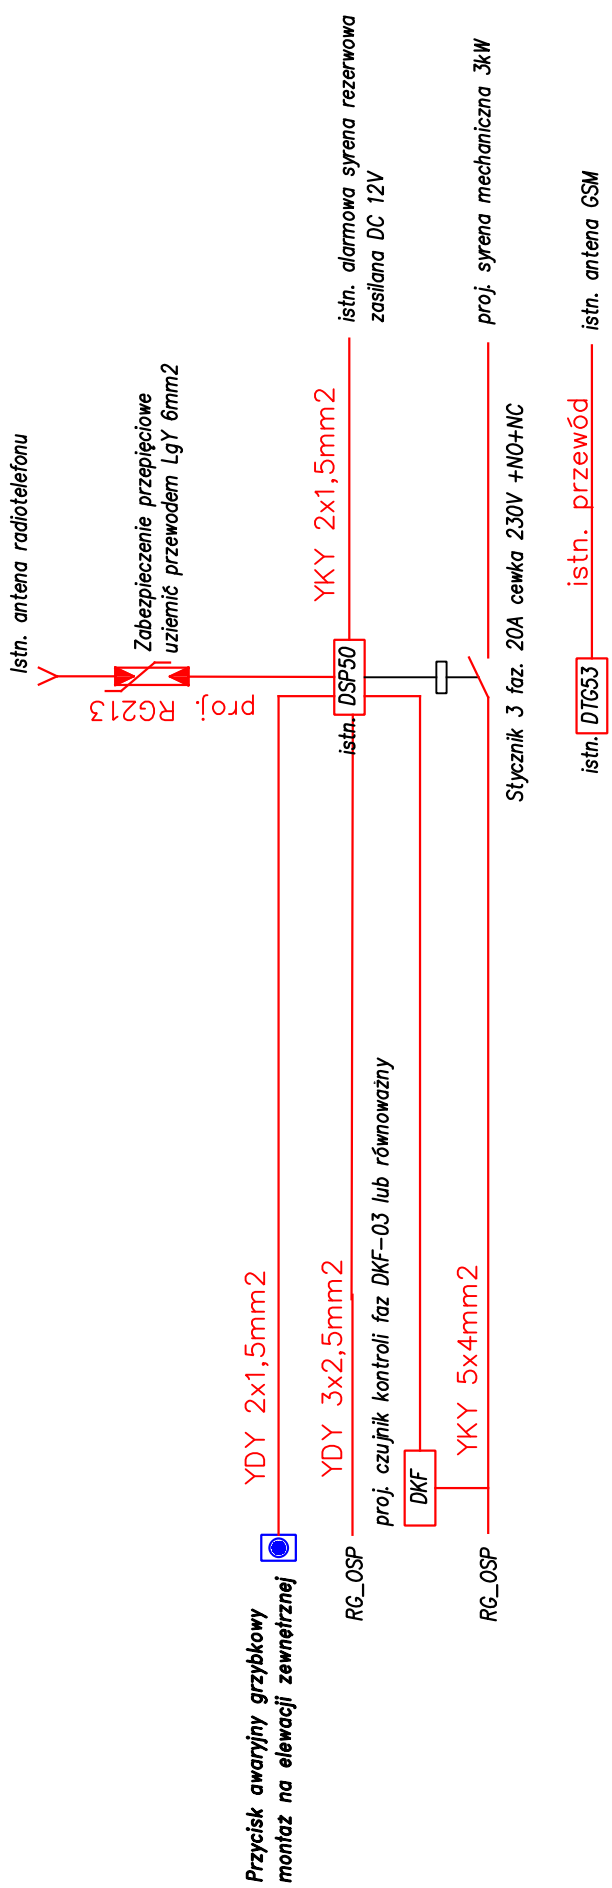 Istn. antena radiotelefonu
Zabezpieczenie przepięciowe
uziemić przewodem LgY 6mm2
proj. RG213
YDY 2x1,5mm2
Przycisk awaryjny grzybkowy
montaż na elewacji zewnętrznej
istn. alarmowa syrena rezerwowa
zasilana DC 12V
YKY 2x1,5mm2
istn. DSP50
YDY 3x2,5mm2
RG_OSP
proj. czujnik kontroli faz DKF-03 lub równoważny
DKF
proj. syrena mechaniczna 3kW
YKY 5x4mm2
RG_OSP
Stycznik 3 faz. 20A cewka 230V +NO+NC
istn. antena GSM
istn. przewód
istn. DTG53